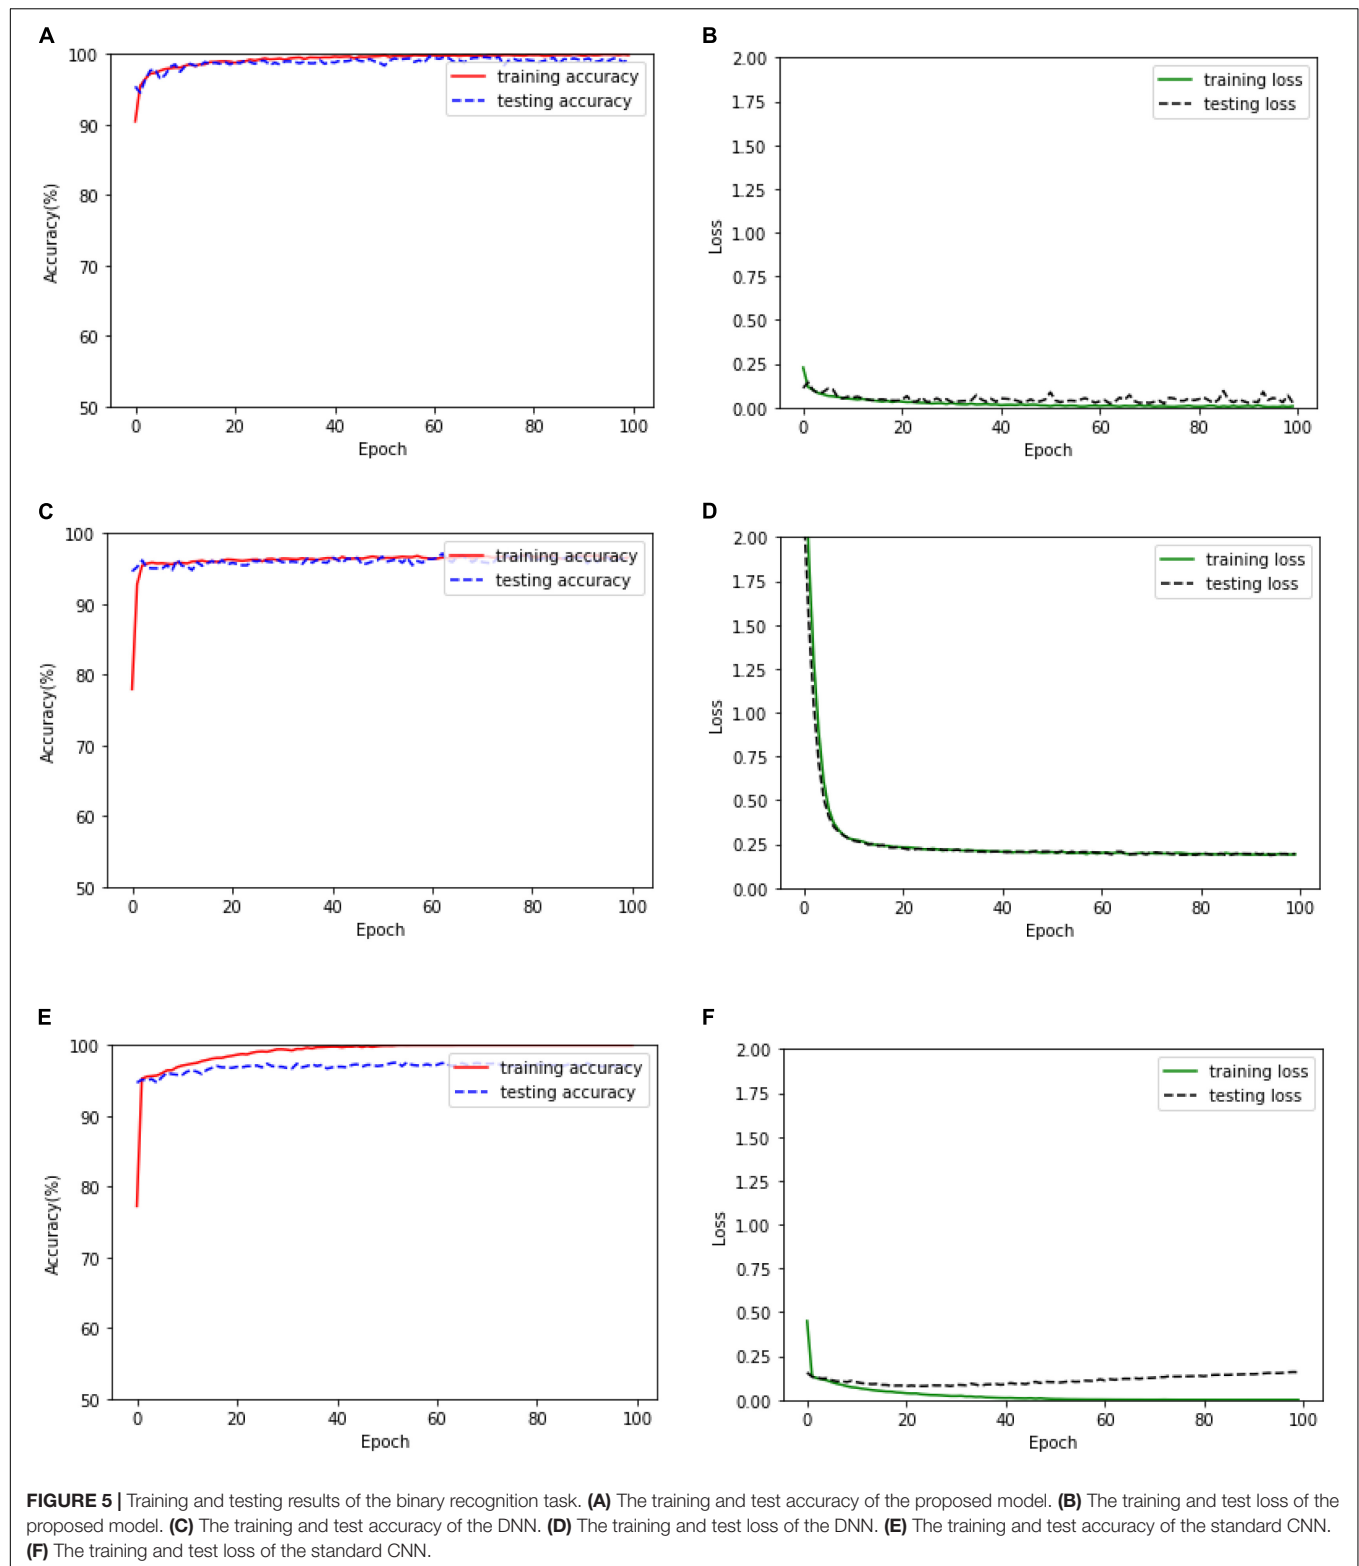 A
100
90
80
70
60
50
Accuracy(%)
0 20 40 60 80 100
Epoch
training accuracy
testing accuracy
B
2.00
1.75
1.50
1.25
1.00
0.75
0.50
0.25
0.00
Loss
0 20 40 60 80 100
Epoch
training loss
testing loss
C
100
90
80
70
60
50
Accuracy(%)
0 20 40 60 80 100
Epoch
training accuracy
testing accuracy
D
2.00
1.75
1.50
1.25
1.00
0.75
0.50
0.25
0.00
Loss
0 20 40 60 80 100
Epoch
training loss
testing loss
E
100
90
80
70
60
50
Accuracy(%)
0 20 40 60 80 100
Epoch
training accuracy
testing accuracy
F
2.00
1.75
1.50
1.25
1.00
0.75
0.50
0.25
0.00
Loss
0 20 40 60 80 100
Epoch
training loss
testing loss
FIGURE 5 | Training and testing results of the binary recognition task. (A) The training and test accuracy of the proposed model. (B) The training and test loss of the
proposed model. (C) The training and test accuracy of the DNN. (D) The training and test loss of the DNN. (E) The training and test accuracy of the standard CNN.
(F) The training and test loss of the standard CNN.